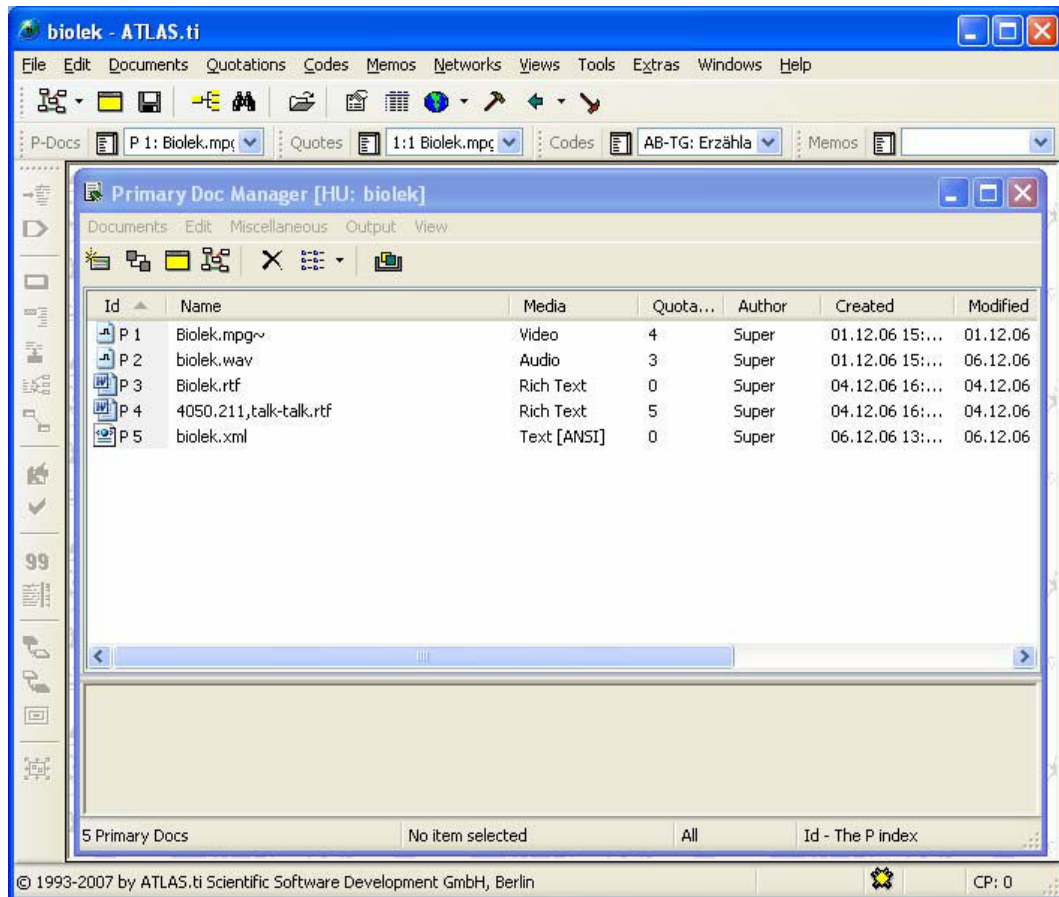 biolek - ATLAS.ti
File Edit Documents Quotations Codes Memos Networks Views Tools Extras Windows Help
P-Docs P 1: Biolek.mpg Quotes 1:1 Biolek.mpg Codes AB-TG: Erzähla Memos
Primary Doc Manager [HU: biolek]
Documents Edit Miscellaneous Output View
Id Name Media Quota... Author Created Modified
P 1 Biolek.mpg~ Video 4 Super 01.12.06 15:... 01.12.06
P 2 biolek.wav Audio 3 Super 01.12.06 15:... 06.12.06
P 3 Biolek.rtf Rich Text 0 Super 04.12.06 16:... 04.12.06
P 4 4050.211,talk-talk.rtf Rich Text 5 Super 04.12.06 16:... 04.12.06
P 5 biolek.xml Text [ANSI] 0 Super 06.12.06 13:... 06.12.06
99
5 Primary Docs No item selected All Id - The P index
© 1993-2007 by ATLAS.ti Scientific Software Development GmbH, Berlin CP: 0